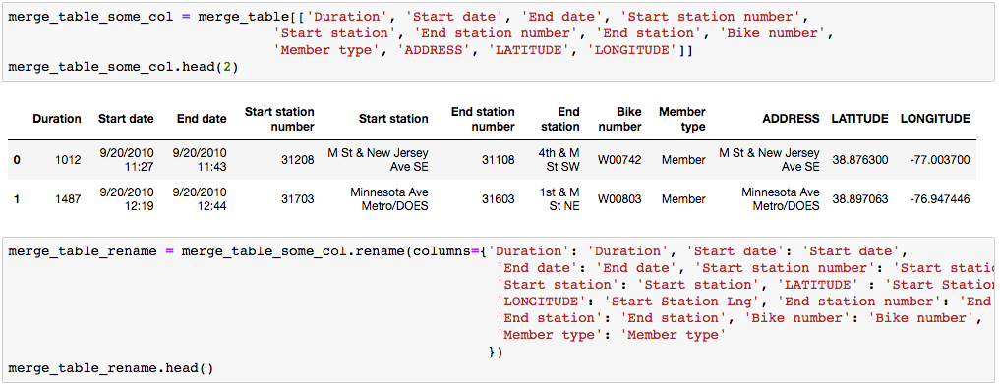 merge_table_some_col = merge_table[['Duration', 'Start date', 'End date', 'Start station number',
'Start station', 'End station number', 'End station', 'Bike number',
'Member type', 'ADDRESS', 'LATITUDE', 'LONGITUDE']]
merge_table_some_col.head(2)
Duration Start date End date Start station number Start station End station number End station Bike number Member type ADDRESS LATITUDE LONGITUDE
0 1012 9/20/2010 11:27 9/20/2010 11:43 31208 M St & New Jersey Ave SE 31108 4th & M St SW W00742 Member M St & New Jersey Ave SE 38.876300 -77.003700
1 1487 9/20/2010 12:19 9/20/2010 12:44 31703 Minnesota Ave Metro/DOES 31603 1st & M St NE W00803 Member Minnesota Ave Metro/DOES 38.897063 -76.947446
merge_table_rename = merge_table_some_col.rename(columns={'Duration': 'Duration', 'Start date': 'Start date',
'End date': 'End date', 'Start station number': 'Start
'Start station': 'Start station', 'LATITUDE' : 'Start
'LONGITUDE': 'Start Station Lng', 'End station number': 'End
'End station': 'End station', 'Bike number': 'Bike number',
'Member type': 'Member type'
})
merge_table_rename.head()